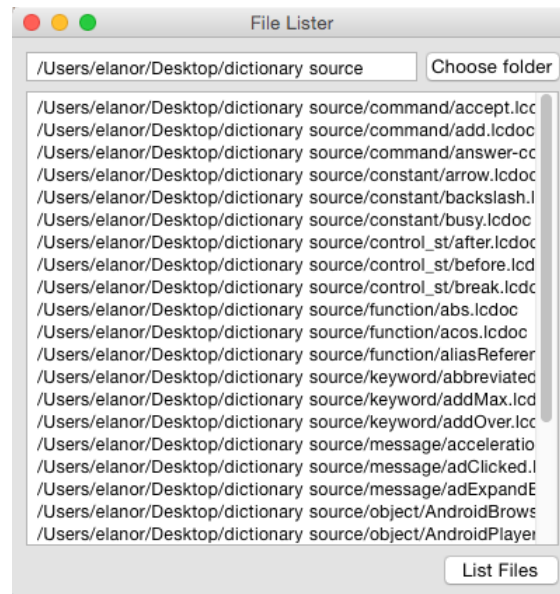 File Lister
/Users/elanor/Desktop/dictionary source
Choose folder
/Users/elanor/Desktop/dictionary source/command/accept.lcc
/Users/elanor/Desktop/dictionary source/command/add.lcdoc
/Users/elanor/Desktop/dictionary source/command/answer-cc
/Users/elanor/Desktop/dictionary source/constant/arrow.lcdoc
/Users/elanor/Desktop/dictionary source/constant/backslash.l
/Users/elanor/Desktop/dictionary source/constant/busy.lcdoc
/Users/elanor/Desktop/dictionary source/control_st/after.lcdoc
/Users/elanor/Desktop/dictionary source/control_st/before.lcd
/Users/elanor/Desktop/dictionary source/control_st/break.lcdc
/Users/elanor/Desktop/dictionary source/function/abs.lcdoc
/Users/elanor/Desktop/dictionary source/function/acos.lcdoc
/Users/elanor/Desktop/dictionary source/function/aliasReferer
/Users/elanor/Desktop/dictionary source/keyword/abbreviated
/Users/elanor/Desktop/dictionary source/keyword/addMax.lcd
/Users/elanor/Desktop/dictionary source/keyword/addOver.lcc
/Users/elanor/Desktop/dictionary source/message/acceleratio
/Users/elanor/Desktop/dictionary source/message/adClicked.l
/Users/elanor/Desktop/dictionary source/message/adExpandE
/Users/elanor/Desktop/dictionary source/object/AndroidBrows
/Users/elanor/Desktop/dictionary source/object/AndroidPlayer
List Files